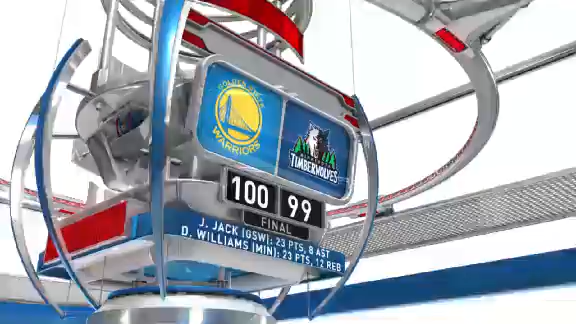 GOLDEN STATE
WARRIORS
TIMBERWOLVES
100 99
FINAL
J. JACK (GSW): 23 PTS, 8 AST
D. WILLIAMS (MIN): 23 PTS, 12 REB